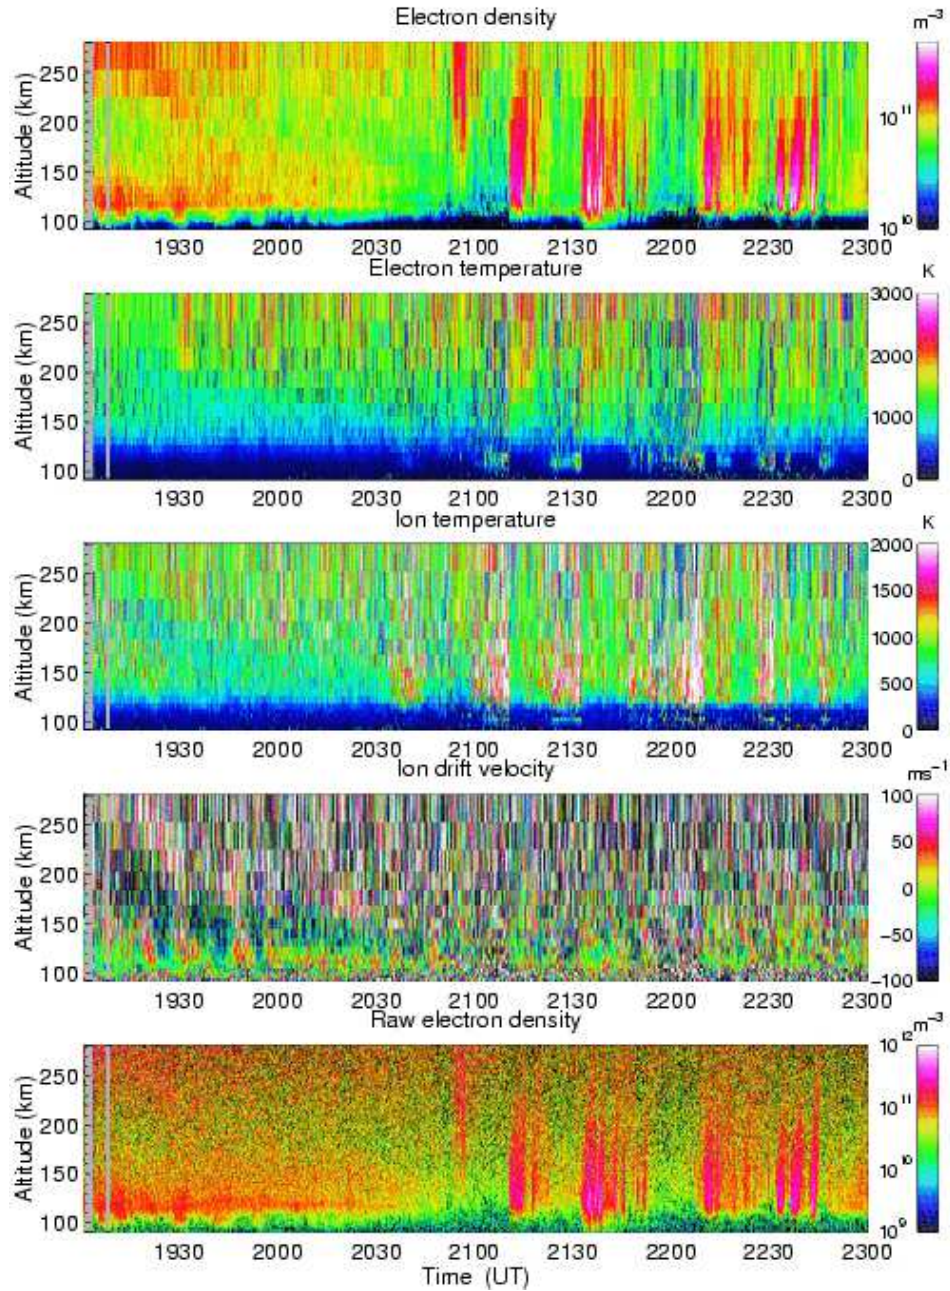 Electron density
m⁻³
Altitude (km)
250
200
150
100
10¹¹
10¹⁰
1930 2000 2030 2100 2130 2200 2230 2300
Electron temperature
K
Altitude (km)
250
200
150
100
3000
2000
1000
0
1930 2000 2030 2100 2130 2200 2230 2300
Ion temperature
K
Altitude (km)
250
200
150
100
2000
1500
1000
500
0
1930 2000 2030 2100 2130 2200 2230 2300
Ion drift velocity
ms⁻¹
Altitude (km)
250
200
150
100
100
50
0
−50
−100
1930 2000 2030 2100 2130 2200 2230 2300
Raw electron density
m⁻³
Altitude (km)
250
200
150
100
10¹²
10¹¹
10¹⁰
10⁹
1930 2000 2030 2100 2130 2200 2230 2300
Time (UT)